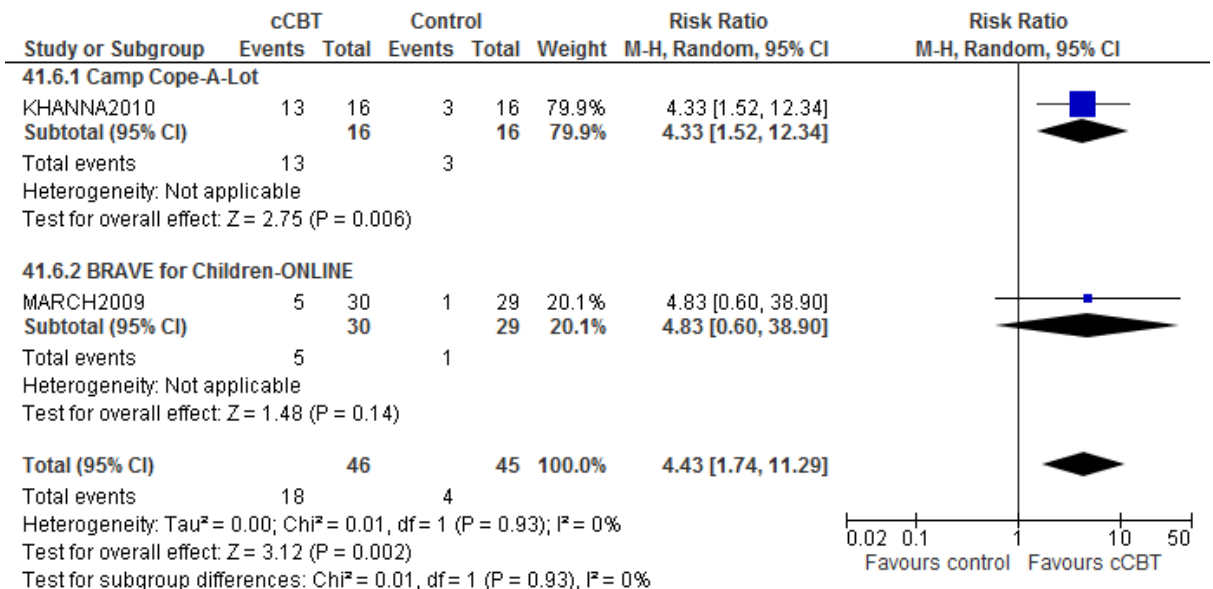 cCBT Control Risk Ratio Risk Ratio
Study or Subgroup Events Total Events Total Weight M-H, Random, 95% CI M-H, Random, 95% CI
41.6.1 Camp Cope-A-Lot
KHANNA2010 13 16 3 16 79.9% 4.33 [1.52, 12.34]
Subtotal (95% CI) 16 16 79.9% 4.33 [1.52, 12.34]
Total events 13 3
Heterogeneity: Not applicable
Test for overall effect: Z = 2.75 (P = 0.006)
41.6.2 BRAVE for Children-ONLINE
MARCH2009 5 30 1 29 20.1% 4.83 [0.60, 38.90]
Subtotal (95% CI) 30 29 20.1% 4.83 [0.60, 38.90]
Total events 5 1
Heterogeneity: Not applicable
Test for overall effect: Z = 1.48 (P = 0.14)
Total (95% CI) 46 45 100.0% 4.43 [1.74, 11.29]
Total events 18 4
Heterogeneity: Tau² = 0.00; Chi² = 0.01, df = 1 (P = 0.93); I² = 0%
Test for overall effect: Z = 3.12 (P = 0.002)
Test for subgroup differences: Chi² = 0.01, df = 1 (P = 0.93), I² = 0%
0.02 0.1 1 10 50
Favours control Favours cCBT